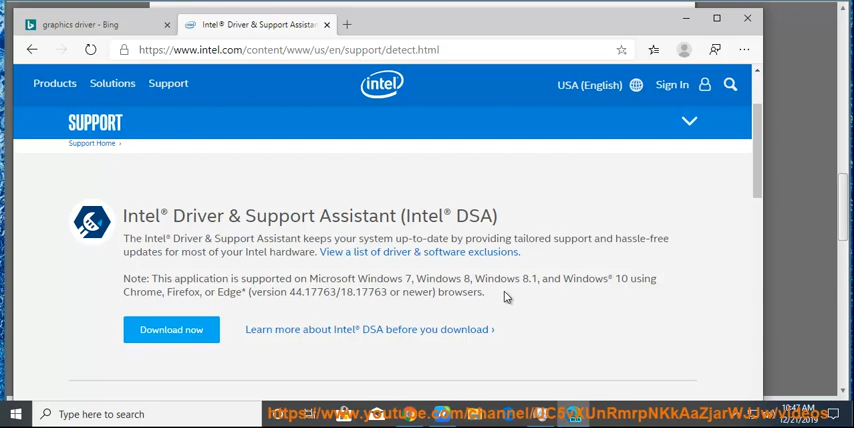 graphics driver - Bing
Intel® Driver & Support Assistan
https://www.intel.com/content/www/us/en/support/detect.html
Products Solutions Support
intel
USA (English) Sign In
SUPPORT
Support Home ›
Intel® Driver & Support Assistant (Intel® DSA)
The Intel® Driver & Support Assistant keeps your system up-to-date by providing tailored support and hassle-free
updates for most of your Intel hardware. View a list of driver & software exclusions.
Note: This application is supported on Microsoft Windows 7, Windows 8, Windows 8.1, and Windows® 10 using
Chrome, Firefox, or Edge* (version 44.17763/18.17763 or newer) browsers.
Download now
Learn more about Intel® DSA before you download ›
Type here to search
10:47 AM
12/21/2019